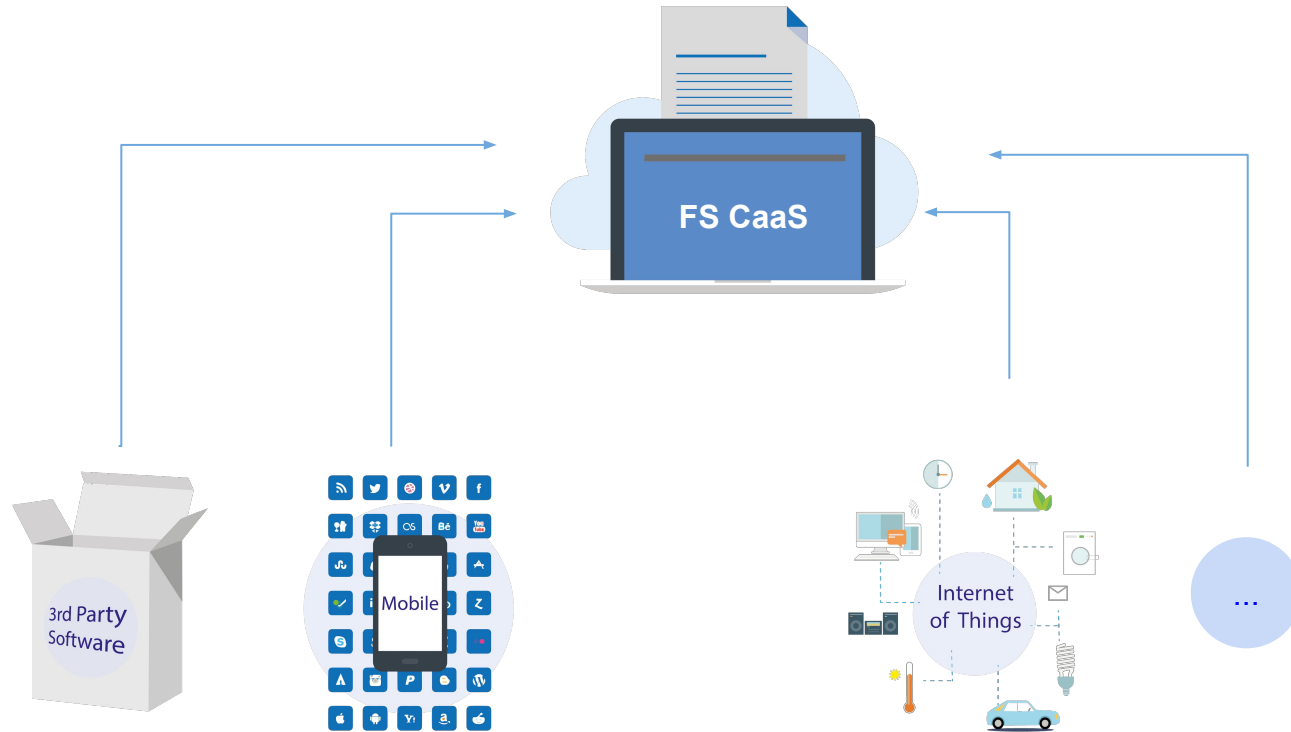 FS CaaS
3rd Party
Software
Mobile
Internet
of Things
...